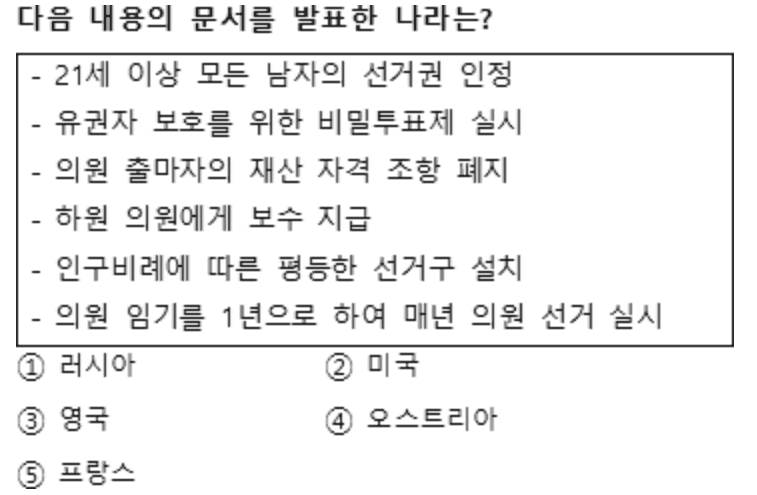 다음 내용의 문서를 발표한 나라는?
- 21세 이상 모든 남자의 선거권 인정
- 유권자 보호를 위한 비밀투표제 실시
- 의원 출마자의 재산 자격 조항 폐지
- 하원 의원에게 보수 지급
- 인구비례에 따른 평등한 선거구 설치
- 의원 임기를 1년으로 하여 매년 의원 선거 실시
① 러시아 ② 미국
③ 영국 ④ 오스트리아
⑤ 프랑스